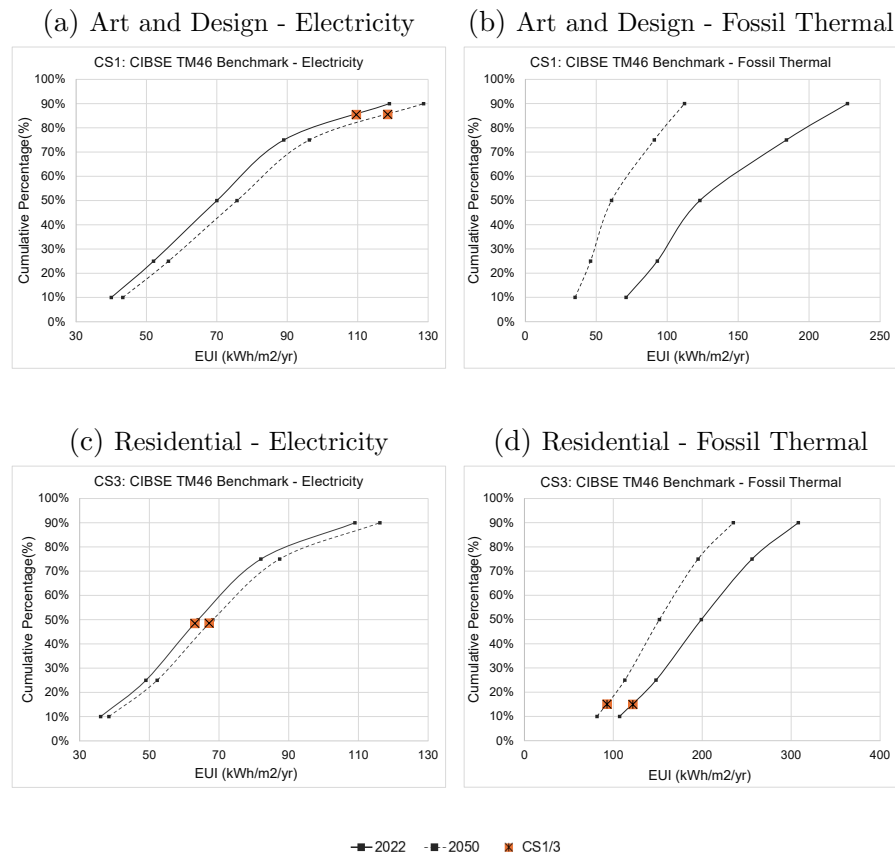 (a) Art and Design - Electricity
CS1: CIBSE TM46 Benchmark - Electricity
Cumulative Percentage(%)
100%
90%
80%
70%
60%
50%
40%
30%
20%
10%
0%
30 50 70 90 110 130
EUI (kWh/m2/yr)
(b) Art and Design - Fossil Thermal
CS1: CIBSE TM46 Benchmark - Fossil Thermal
Cumulative Percentage(%)
100%
90%
80%
70%
60%
50%
40%
30%
20%
10%
0%
0 50 100 150 200 250
EUI (kWh/m2/yr)
(c) Residential - Electricity
CS3: CIBSE TM46 Benchmark - Electricity
Cumulative Percentage(%)
100%
90%
80%
70%
60%
50%
40%
30%
20%
10%
0%
30 50 70 90 110 130
EUI (kWh/m2/yr)
(d) Residential - Fossil Thermal
CS3: CIBSE TM46 Benchmark - Fossil Thermal
Cumulative Percentage(%)
100%
90%
80%
70%
60%
50%
40%
30%
20%
10%
0%
0 100 200 300 400
EUI (kWh/m2/yr)
2022 2050 CS1/3